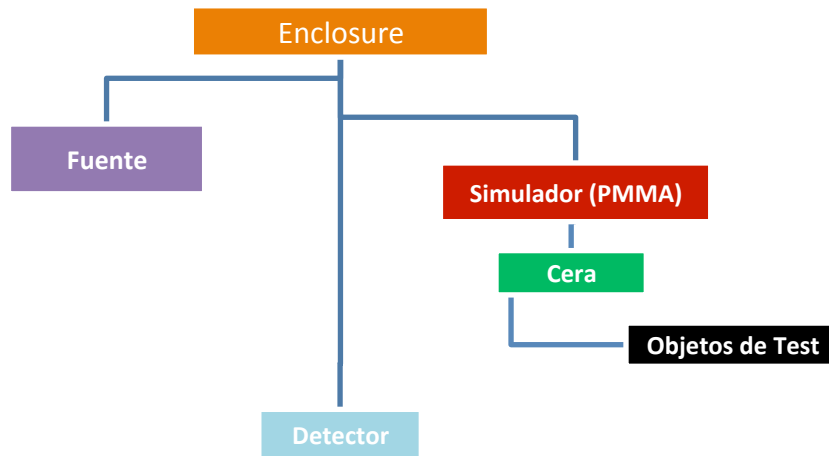 Enclosure
Fuente
Simulador (PMMA)
Cera
Objetos de Test
Detector